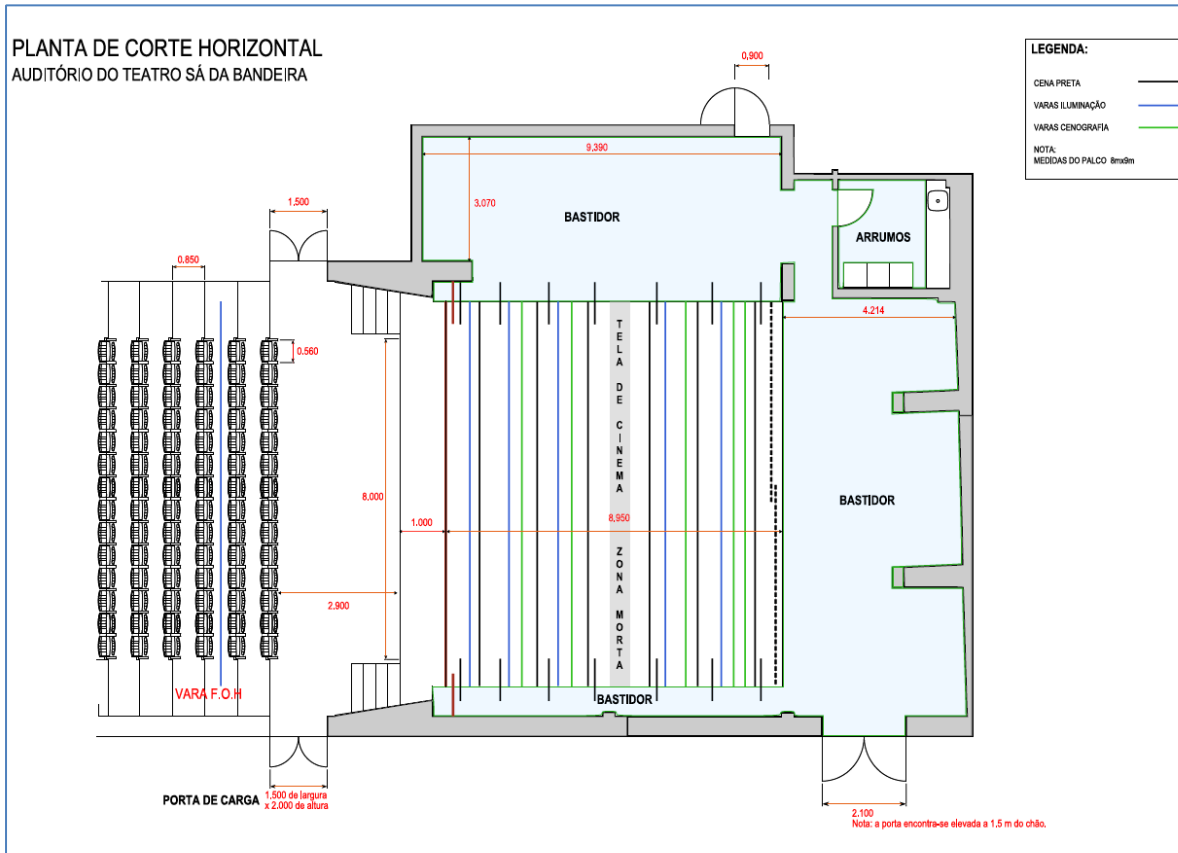 PLANTA DE CORTE HORIZONTAL
AUDITÓRIO DO TEATRO SÁ DA BANDEIRA
LEGENDA:
CENA PRETA
VARAS ILUMINAÇÃO
VARAS CENOGRAFIA
NOTA:
MEDIDAS DO PALCO 8mx9m
0,900
9,390
3,070
BASTIDOR
ARRUMOS
1.500
0.850
0.560
4.214
TELA DE CINEMA ZONA MORTA
8,000
1.000
8,950
BASTIDOR
2,900
VARA F.O.H
BASTIDOR
PORTA DE CARGA
1,500 de largura
x 2.000 de altura
2.100
Nota: a porta encontra-se elevada a 1.5 m do chão.